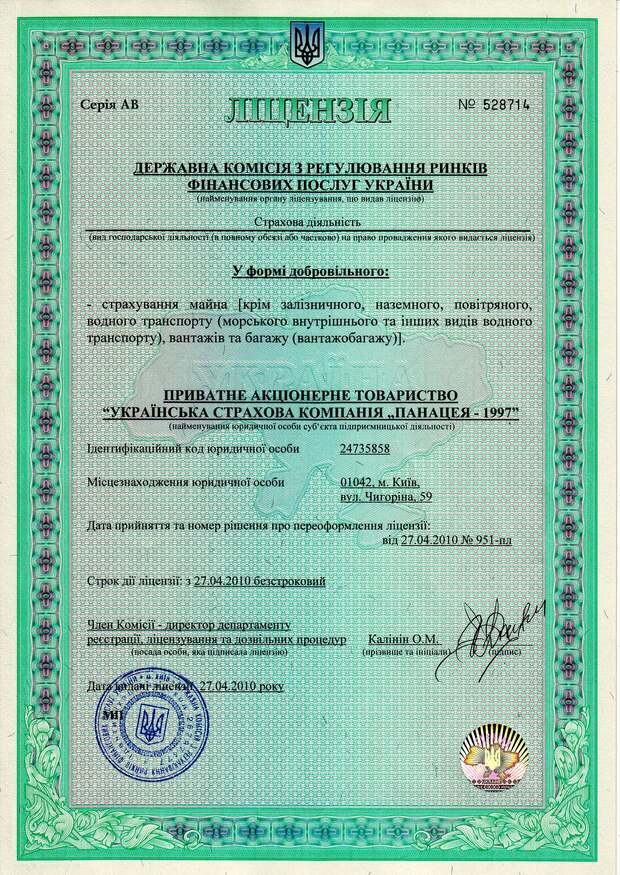 Серія АВ
ЛІЦЕНЗІЯ
№ 528714
ДЕРЖАВНА КОМІСІЯ З РЕГУЛЮВАННЯ РИНКІВ
ФІНАНСОВИХ ПОСЛУГ УКРАЇНИ
(найменування органу ліцензування, що видав ліцензію)
Страхова діяльність
(вид господарської діяльності (в повному обсязі або частково) на право провадження якого видається ліцензія)
У формі добровільного:
- страхування майна [крім залізничного, наземного, повітряного,
водного транспорту (морського внутрішнього та інших видів водного
транспорту), вантажів та багажу (вантажобагажу)].
УКРАЇНА
ПРИВАТНЕ АКЦІОНЕРНЕ ТОВАРИСТВО
“УКРАЇНСЬКА СТРАХОВА КОМПАНІЯ „ПАНАЦЕЯ - 1997”
(найменування юридичної особи суб’єкта підприємницької діяльності)
Ідентифікаційний код юридичної особи 24735858
Місцезнаходження юридичної особи 01042, м. Київ,
вул. Чигоріна, 59
Дата прийняття та номер рішення про переоформлення ліцензії:
від 27.04.2010 № 951-пл
Строк дії ліцензії: з 27.04.2010 безстроковий
Член Комісії - директор департаменту
реєстрації, ліцензування та дозвільних процедур Калінін О.М.
(посада особи, яка підписала ліцензію) (прізвище та ініціали) (підпис)
Дата видачі ліцензії 27.04.2010 року
МП